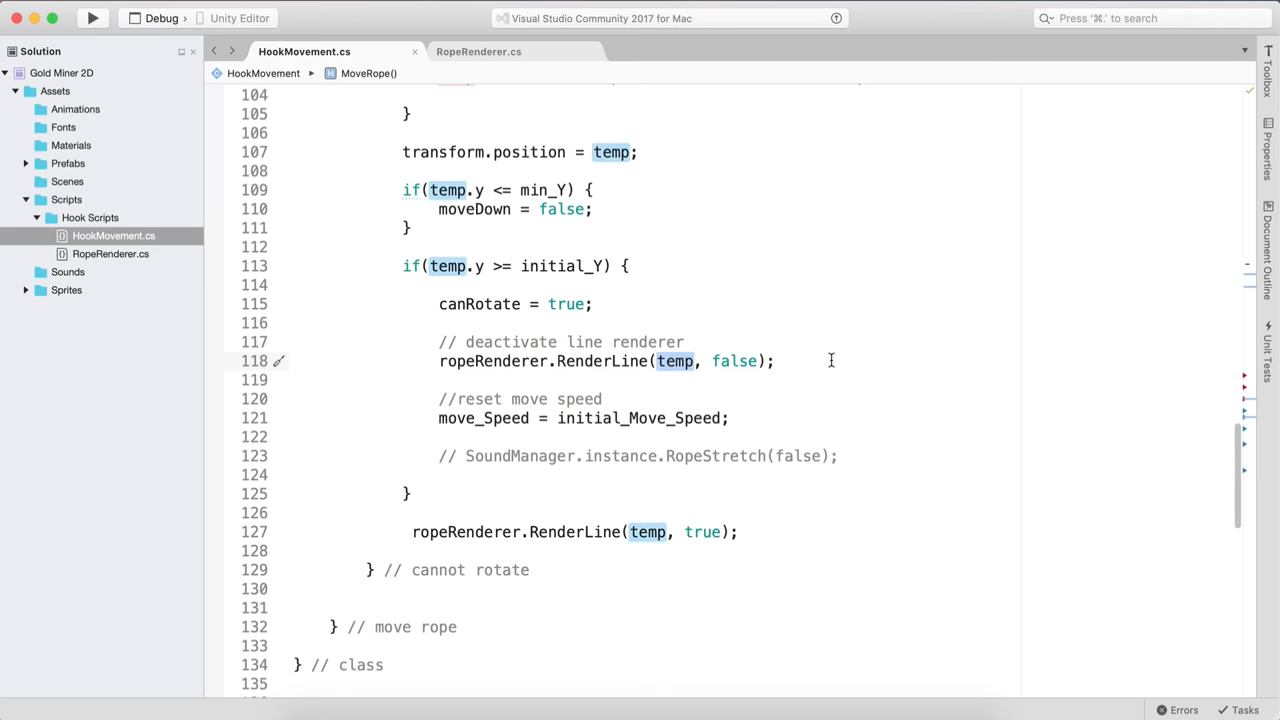 Debug › Unity Editor
Visual Studio Community 2017 for Mac
Press ‘⌘.’ to search
Solution
Gold Miner 2D
Assets
Animations
Fonts
Materials
Prefabs
Scenes
Scripts
Hook Scripts
HookMovement.cs
RopeRenderer.cs
Sounds
Sprites
HookMovement.cs
RopeRenderer.cs
HookMovement
M MoveRope()
104
105 }
106
107 transform.position = temp;
108
109 if(temp.y <= min_Y) {
110 moveDown = false;
111 }
112
113 if(temp.y >= initial_Y) {
114
115 canRotate = true;
116
117 // deactivate line renderer
118 ropeRenderer.RenderLine(temp, false);
119
120 //reset move speed
121 move_Speed = initial_Move_Speed;
122
123 // SoundManager.instance.RopeStretch(false);
124
125 }
126
127 ropeRenderer.RenderLine(temp, true);
128
129 } // cannot rotate
130
131
132 } // move rope
133
134 } // class
135
Toolbox
Properties
Document Outline
Unit Tests
Errors
Tasks